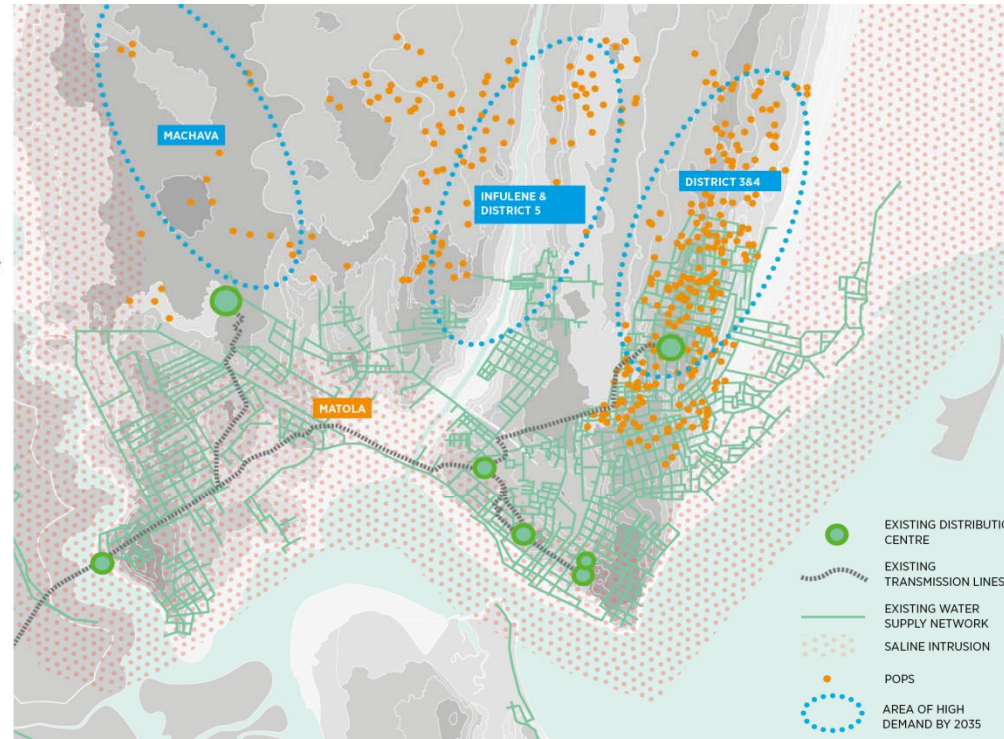 MACHAVA
INFULENE &
DISTRICT 5
DISTRICT 3&4
MATOLA
EXISTING DISTRIBUTIO
CENTRE
EXISTING
TRANSMISSION LINES
EXISTING WATER
SUPPLY NETWORK
SALINE INTRUSION
POPS
AREA OF HIGH
DEMAND BY 2035